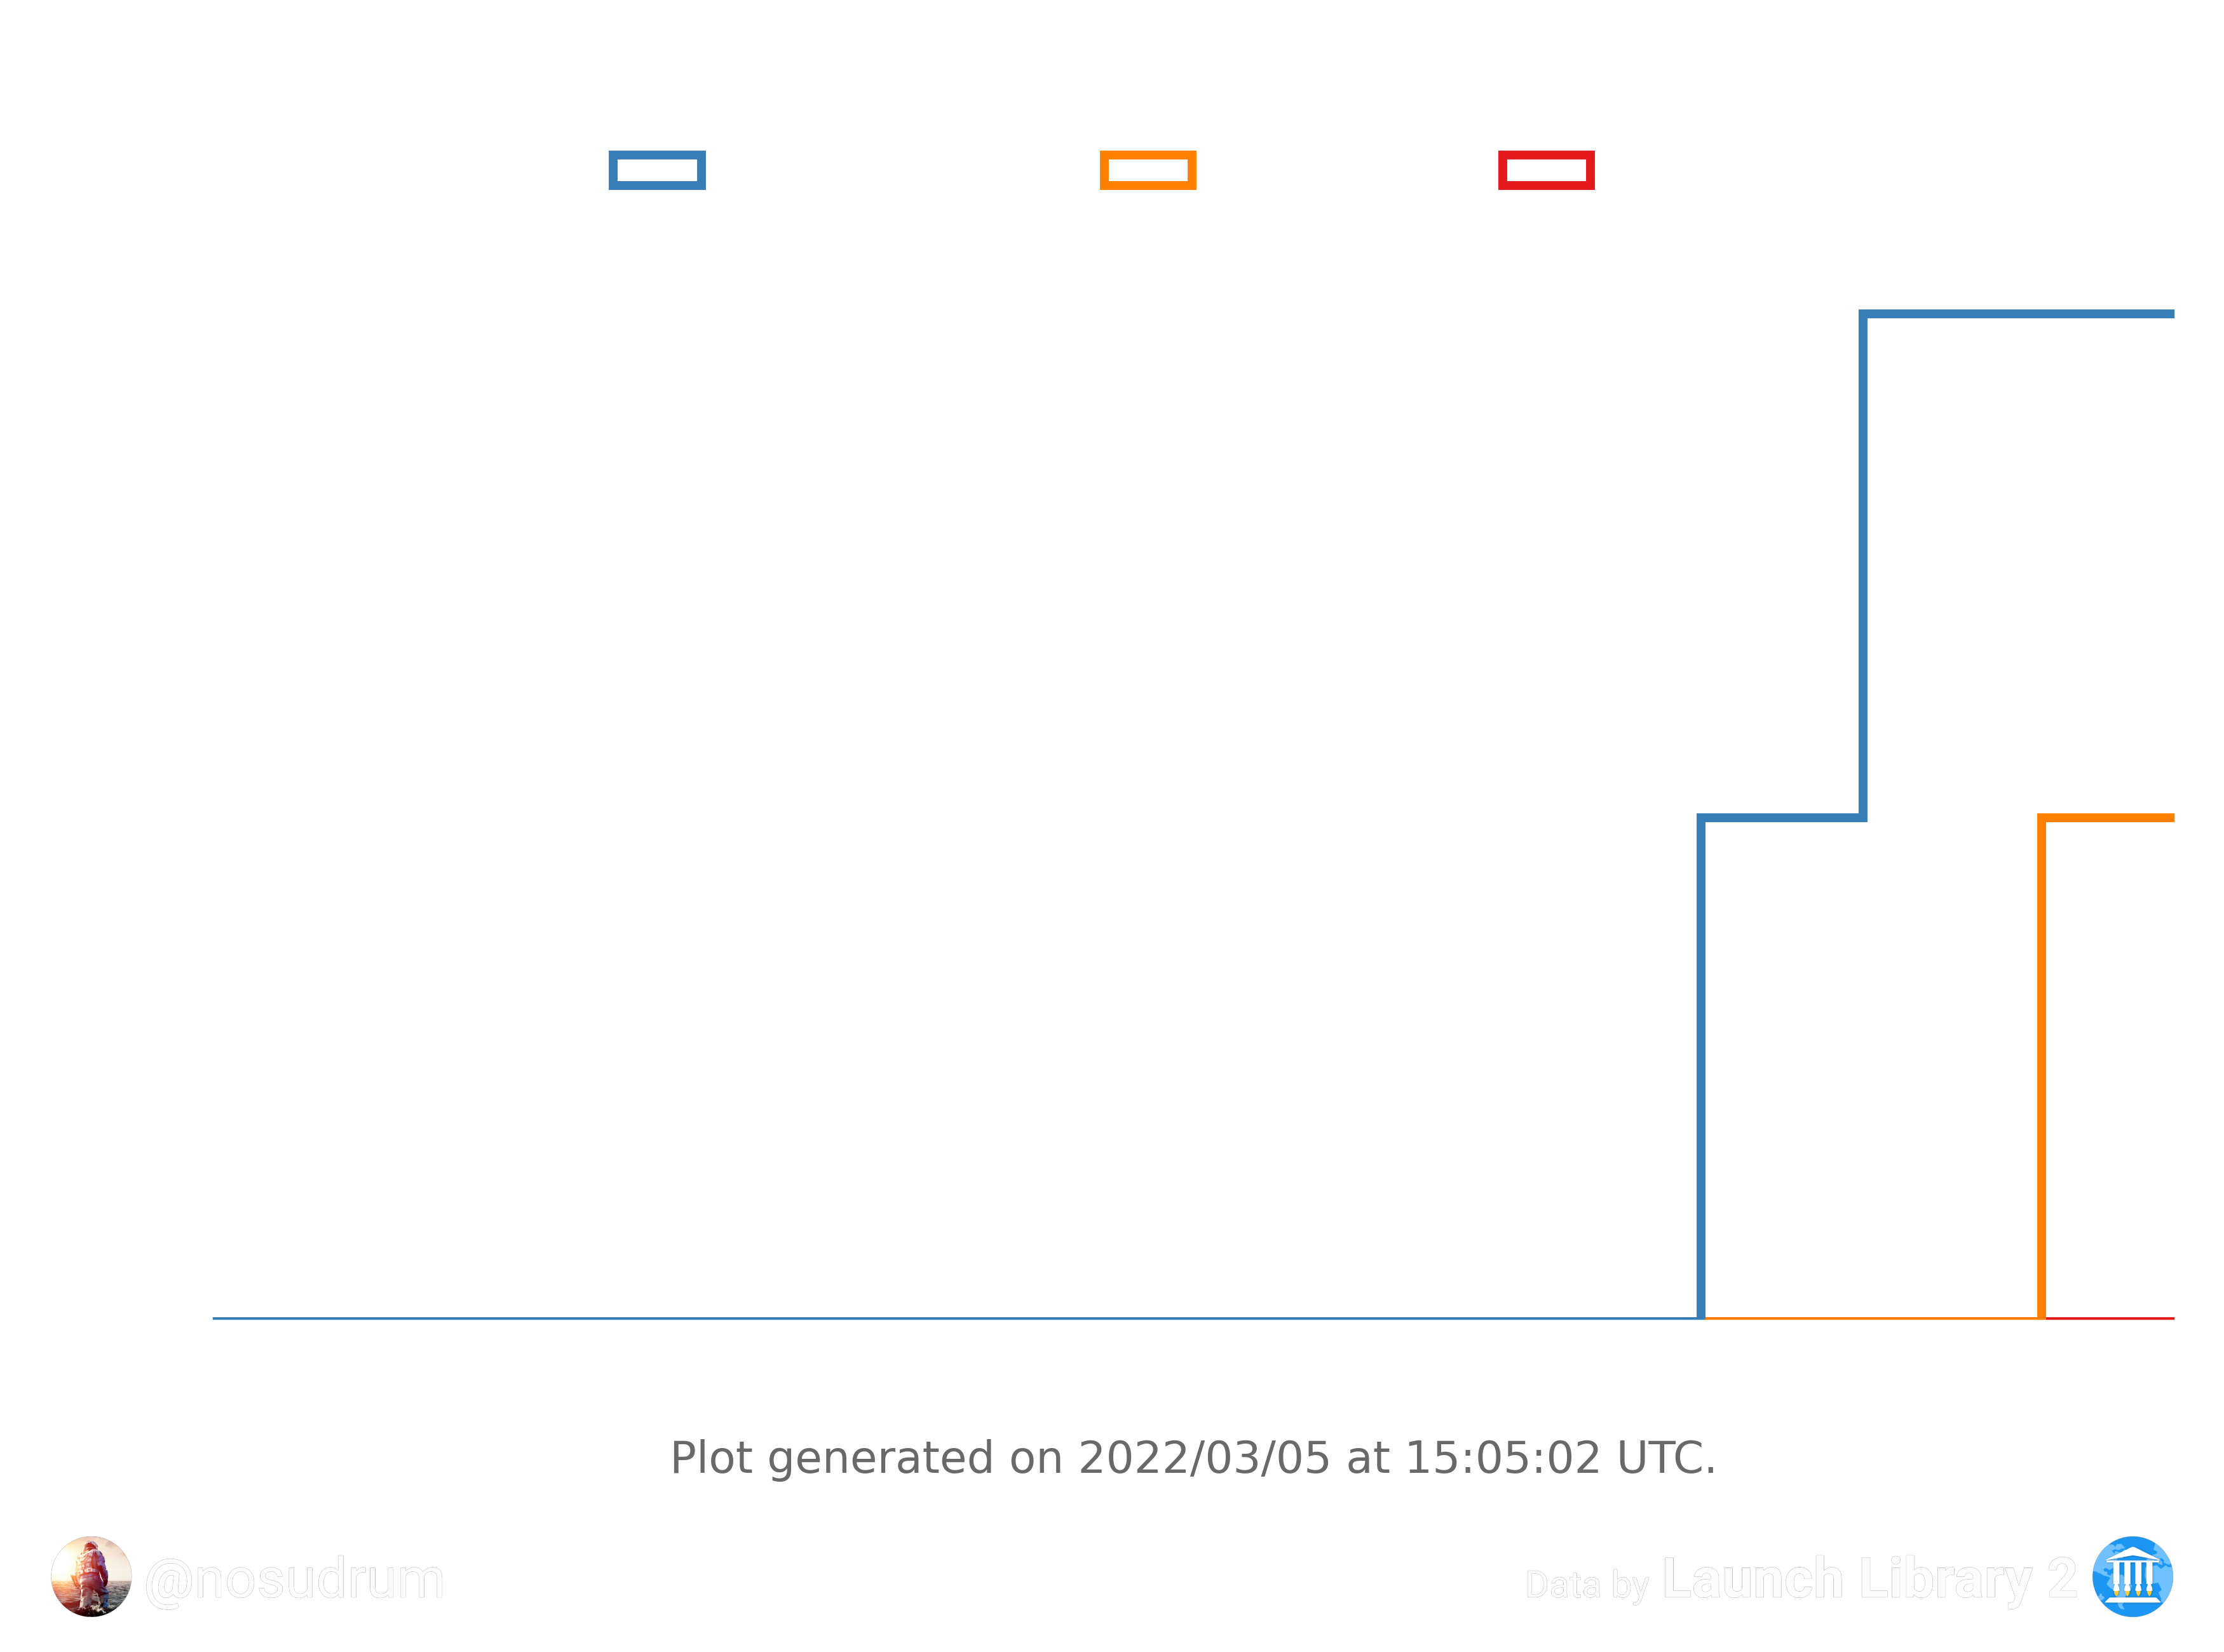 Plot generated on 2022/03/05 at 15:05:02 UTC.
@nosudrum
Data by Launch Library 2